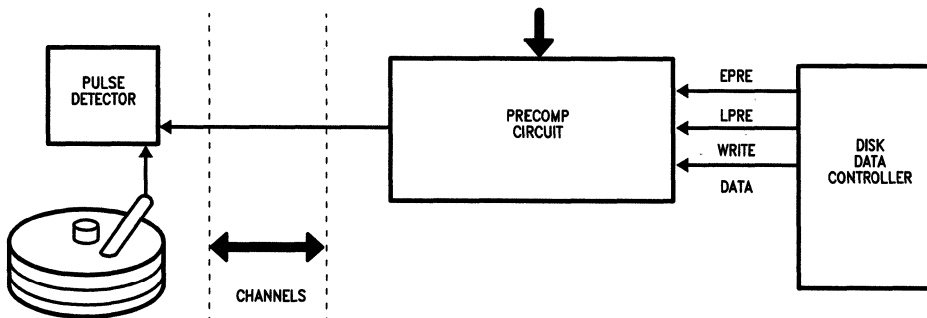 PULSE
DETECTOR
PRECOMP
CIRCUIT
EPRE
LPRE
WRITE
DATA
DISK
DATA
CONTROLLER
CHANNELS